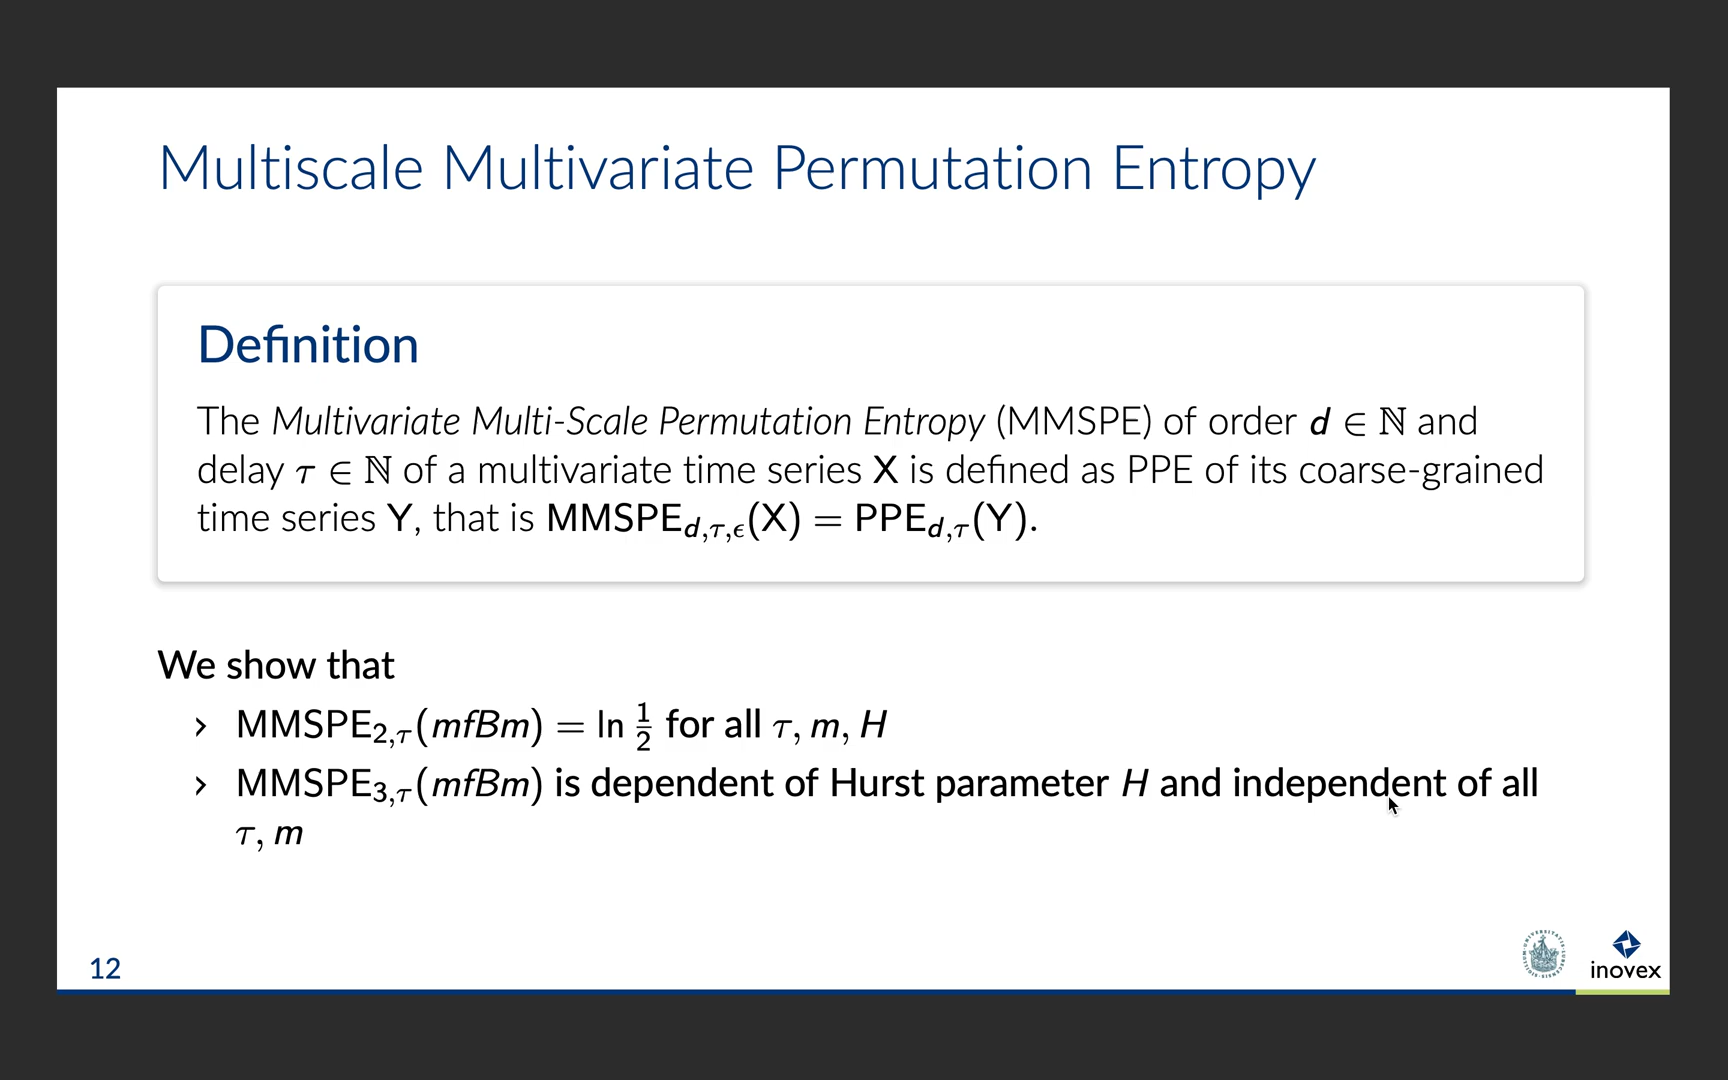 Multiscale Multivariate Permutation Entropy
Definition
The Multivariate Multi-Scale Permutation Entropy (MMSPE) of order d ∈ ℕ and
delay τ ∈ ℕ of a multivariate time series X is defined as PPE of its coarse-grained
time series Y, that is MMSPE_{d,τ,ϵ}(X) = PPE_{d,τ}(Y).
We show that
› MMSPE_{2,τ}(mfBm) = ln 1/2 for all τ, m, H
› MMSPE_{3,τ}(mfBm) is dependent of Hurst parameter H and independent of all
τ, m
12
inovex